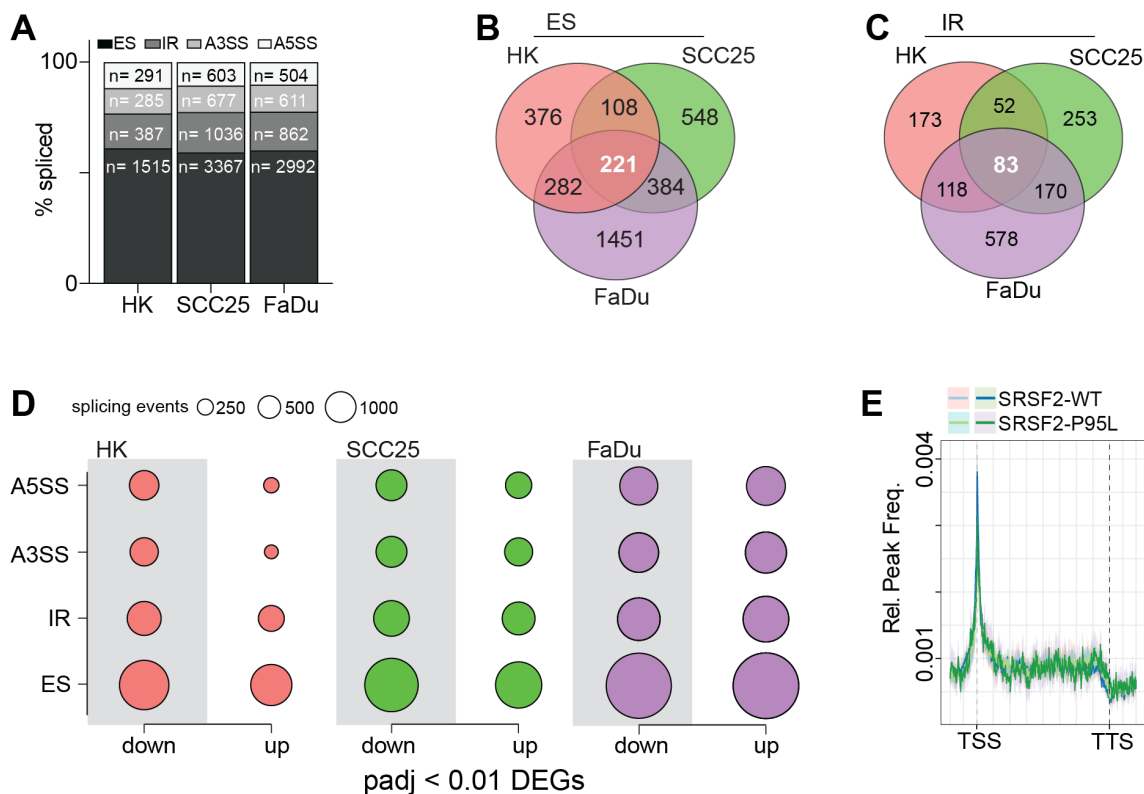 A
ES IR A3SS A5SS
100
n= 291 n= 603 n= 504
n= 285 n= 677 n= 611
n= 387 n= 1036 n= 862
n= 1515 n= 3367 n= 2992
% spliced
0
HK SCC25 FaDu
B
ES
HK
SCC25
376 108 548
221
282 384
1451
FaDu
C
IR
HK
SCC25
173 52 253
83
118 170
578
FaDu
D
splicing events 250 500 1000
HK SCC25 FaDu
A5SS
A3SS
IR
ES
down up down up down up
padj < 0.01 DEGs
E
SRSF2-WT
SRSF2-P95L
Rel. Peak Freq.
0.004
0.001
TSS TTS